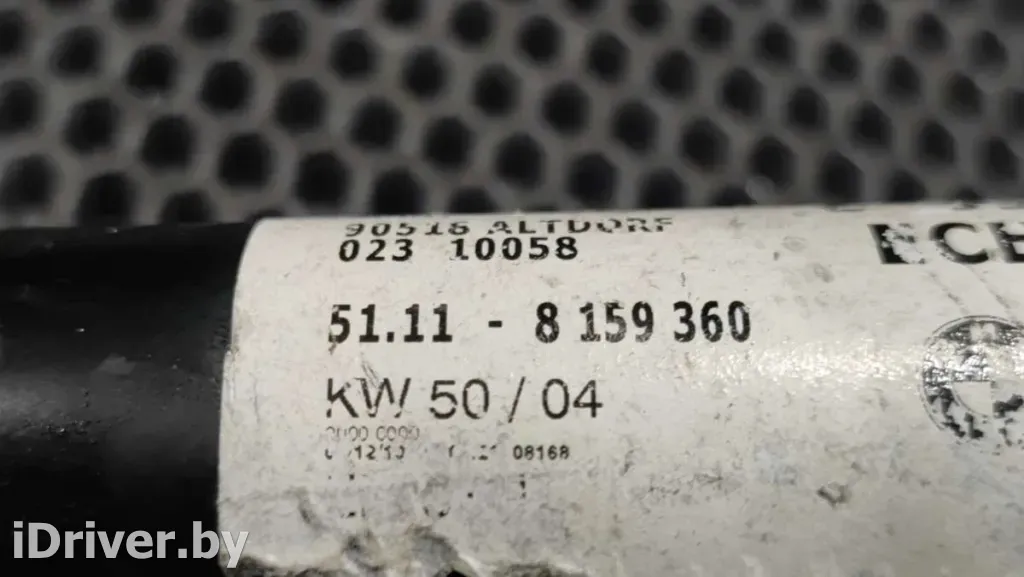 90518 ALTDORF
023 10058
51.11 - 8 159 360
KW 50 / 04
08168
iDriver.by